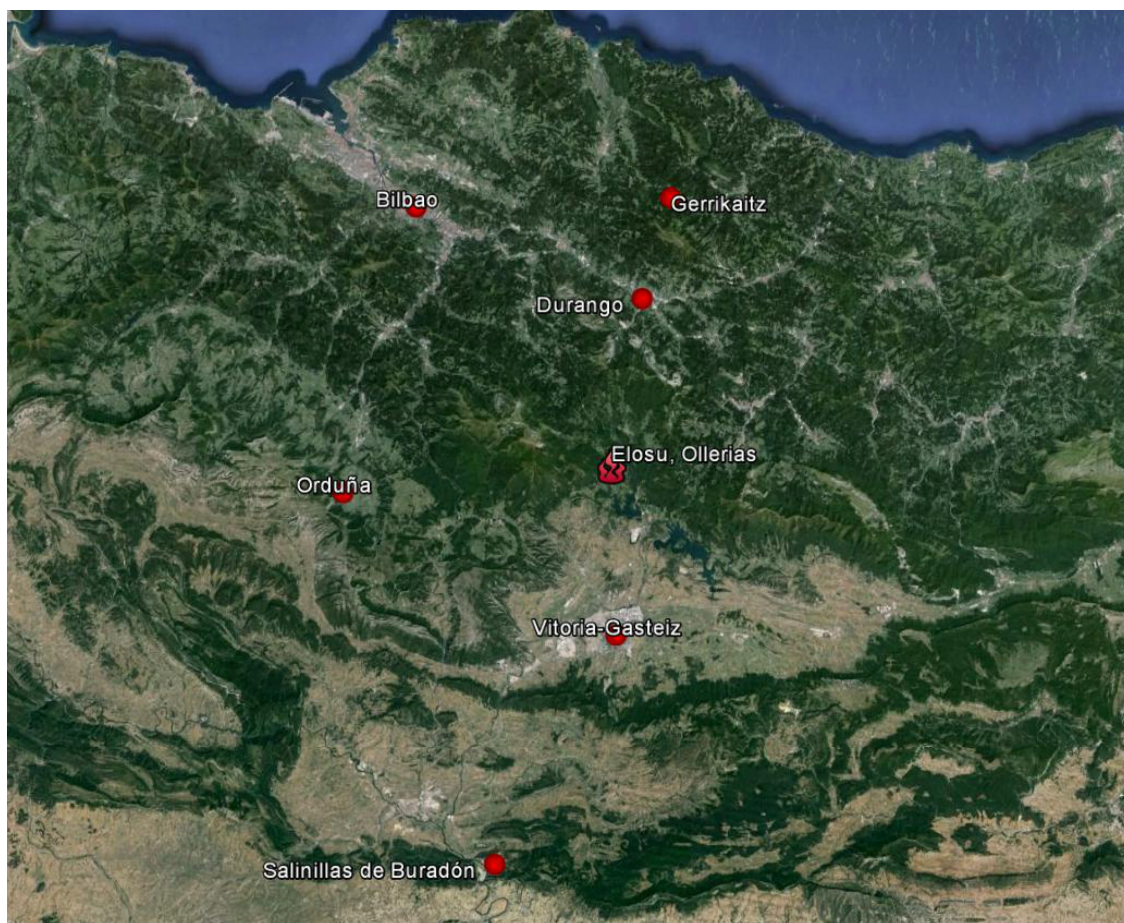 Bilbao
Gerrikaitz
Durango
Elosu, Ollerias
Orduña
Vitoria-Gasteiz
Salinillas de Buradón